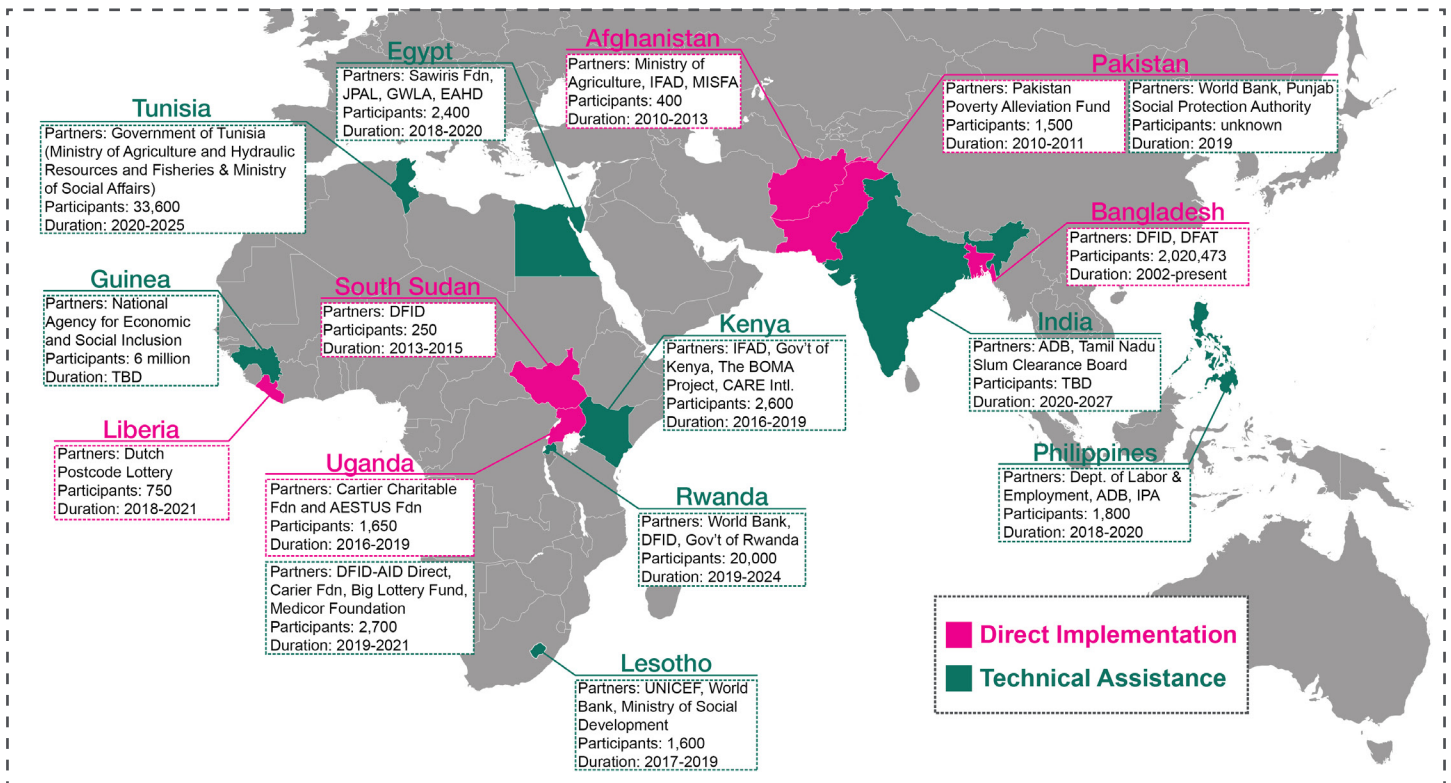 Egypt
Partners: Sawiris Fdn,
JPAL, GWLA, EAHD
Participants: 2,400
Duration: 2018-2020
Afghanistan
Partners: Ministry of
Agriculture, IFAD, MISFA
Participants: 400
Duration: 2010-2013
Pakistan
Partners: Pakistan
Poverty Alleviation Fund
Participants: 1,500
Duration: 2010-2011
Partners: World Bank, Punjab
Social Protection Authority
Participants: unknown
Duration: 2019
Tunisia
Partners: Government of Tunisia
(Ministry of Agriculture and Hydraulic
Resources and Fisheries & Ministry
of Social Affairs)
Participants: 33,600
Duration: 2020-2025
Bangladesh
Partners: DFID, DFAT
Participants: 2,020,473
Duration: 2002-present
Guinea
Partners: National
Agency for Economic
and Social Inclusion
Participants: 6 million
Duration: TBD
South Sudan
Partners: DFID
Participants: 250
Duration: 2013-2015
Kenya
Partners: IFAD, Gov't of
Kenya, The BOMA
Project, CARE Intl.
Participants: 2,600
Duration: 2016-2019
India
Partners: ADB, Tamil Nadu
Slum Clearance Board
Participants: TBD
Duration: 2020-2027
Liberia
Partners: Dutch
Postcode Lottery
Participants: 750
Duration: 2018-2021
Uganda
Partners: Cartier Charitable
Fdn and AESTUS Fdn
Participants: 1,650
Duration: 2016-2019
Partners: DFID-AID Direct,
Carier Fdn, Big Lottery Fund,
Medicor Foundation
Participants: 2,700
Duration: 2019-2021
Rwanda
Partners: World Bank,
DFID, Gov't of Rwanda
Participants: 20,000
Duration: 2019-2024
Philippines
Partners: Dept. of Labor &
Employment, ADB, IPA
Participants: 1,800
Duration: 2018-2020
Lesotho
Partners: UNICEF, World
Bank, Ministry of Social
Development
Participants: 1,600
Duration: 2017-2019
Direct Implementation
Technical Assistance